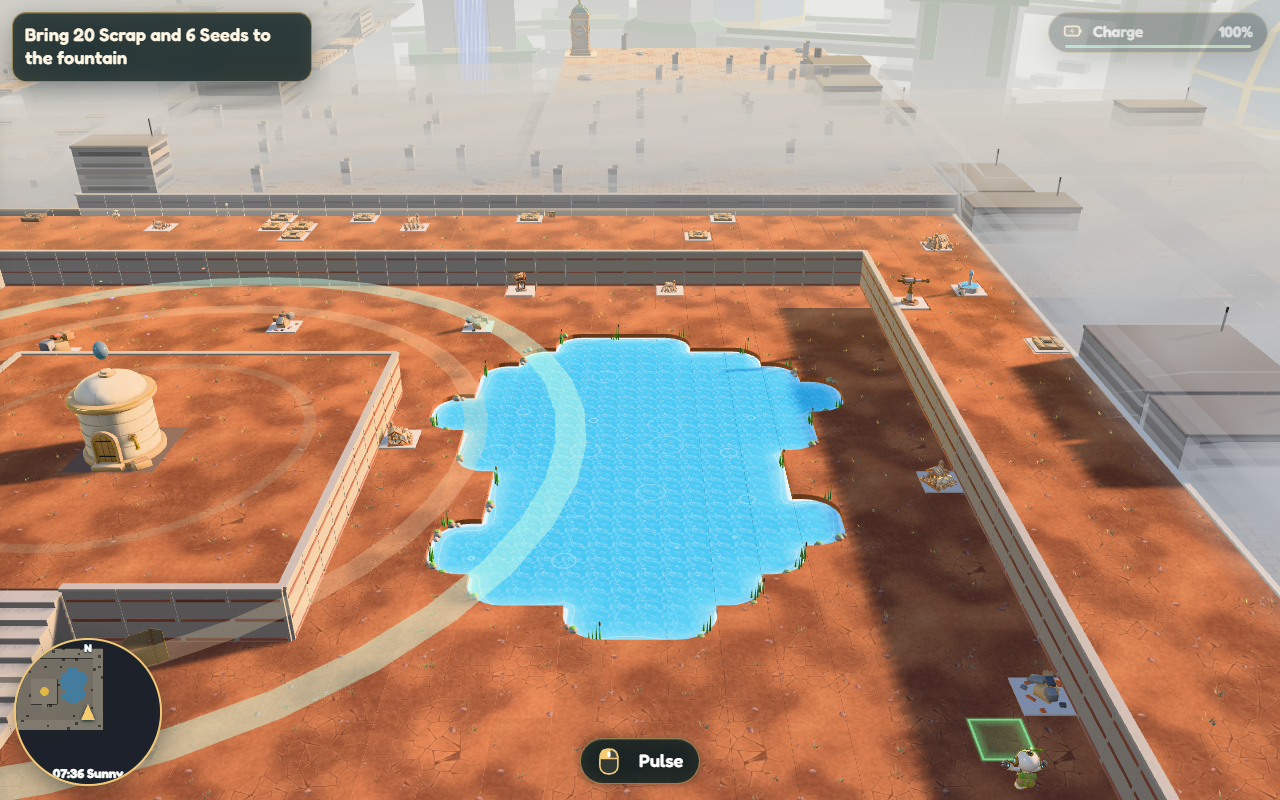 Bring 20 Scrap and 6 Seeds to
the fountain
Charge 100%
N
07:36 Sunny
Pulse